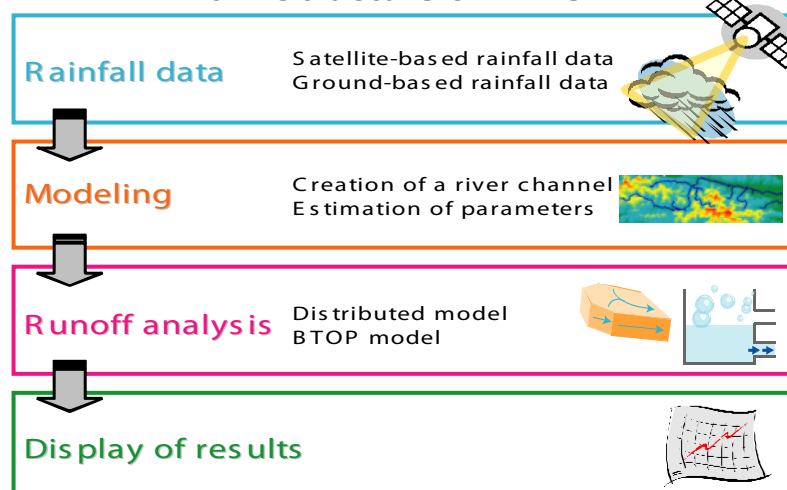 Rainfall data
Satellite-based rainfall data
Ground-based rainfall data
Modeling
Creation of a river channel
Estimation of parameters
Runoff analysis
Distributed model
BTOP model
Display of results